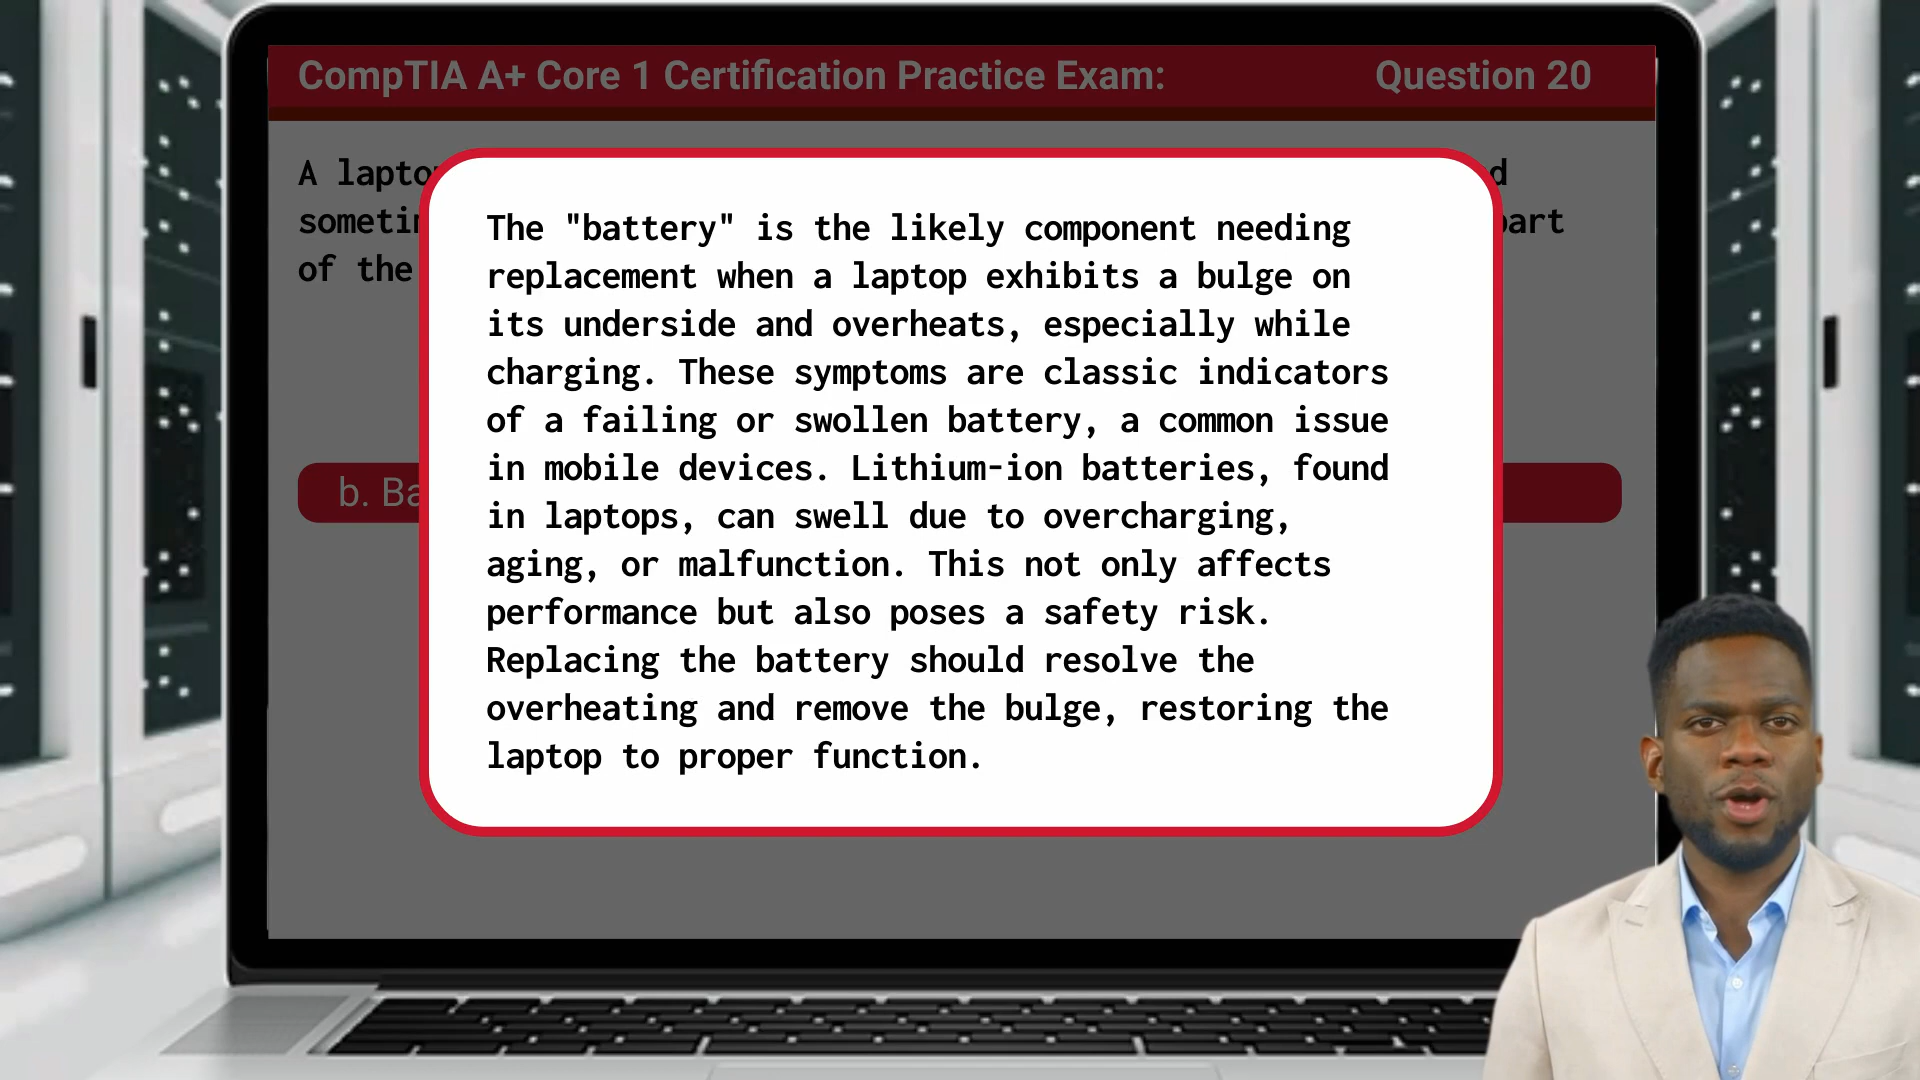 CompTIA A+ Core 1 Certification Practice Exam: Question 20
A
of the
The "battery" is the likely component needing
replacement when a laptop exhibits a bulge on
its underside and overheats, especially while
charging. These symptoms are classic indicators
of a failing or swollen battery, a common issue
in mobile devices. Lithium-ion batteries, found
in laptops, can swell due to overcharging,
aging, or malfunction. This not only affects
performance but also poses a safety risk.
Replacing the battery should resolve the
overheating and remove the bulge, restoring the
laptop to proper function.
b.